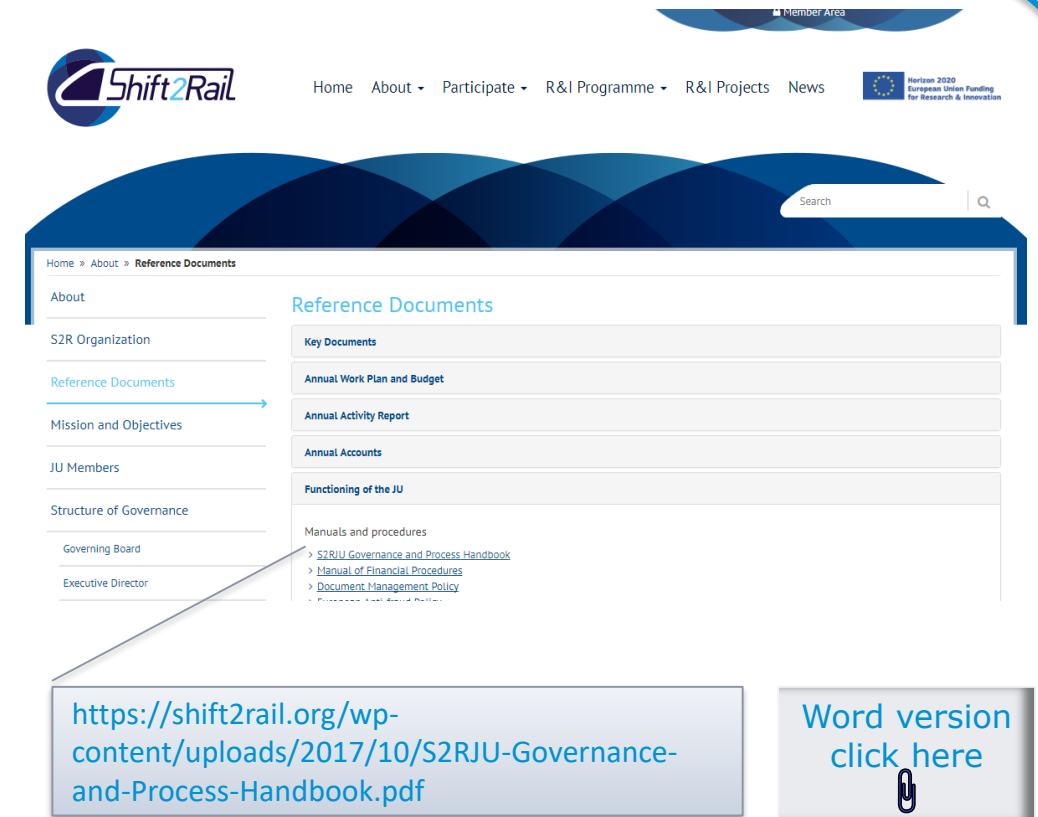 Member Area
Shift2Rail
Home About Participate R&I Programme R&I Projects News
Horizon 2020
European Union Funding
for Research & Innovation
Search
Home » About » Reference Documents
About
S2R Organization
Reference Documents
Mission and Objectives
JU Members
Structure of Governance
Governing Board
Executive Director
Reference Documents
Key Documents
Annual Work Plan and Budget
Annual Activity Report
Annual Accounts
Functioning of the JU
Manuals and procedures
> S2RJU Governance and Process Handbook
> Manual of Financial Procedures
> Document Management Policy
> European Anti-fraud Policy
https://shift2rail.org/wp-
content/uploads/2017/10/S2RJU-Governance-
and-Process-Handbook.pdf
Word version
click here